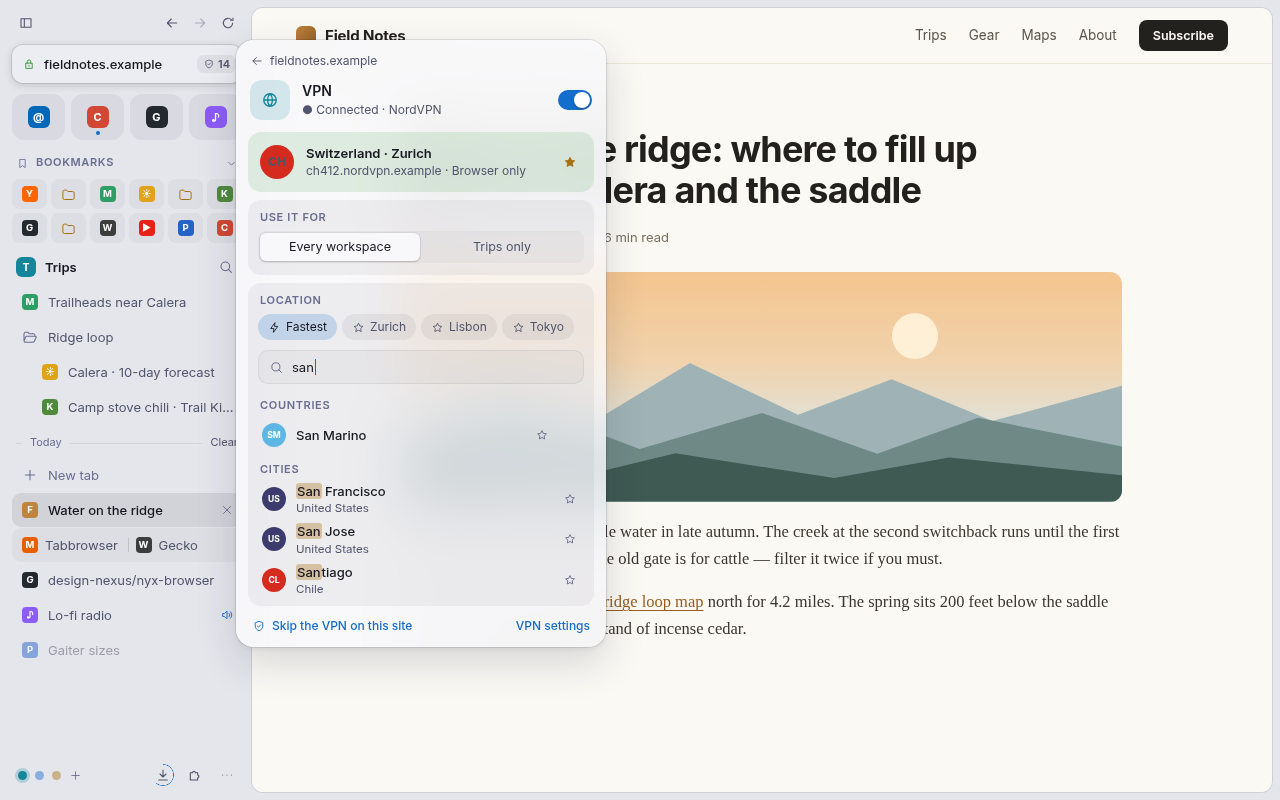 fieldnotes.example
14
@
C
G
BOOKMARKS
Y
M
K
G
W
P
C
T Trips
M Trailheads near Calera
Ridge loop
Calera · 10-day forecast
K Camp stove chili · Trail Ki...
Today
Clear
New tab
F Water on the ridge
M Tabbrowser
W Gecko
G design-nexus/nyx-browser
Lo-fi radio
P Gaiter sizes
fieldnotes.example
VPN
Connected · NordVPN
CH
Switzerland · Zurich
ch412.nordvpn.example · Browser only
USE IT FOR
Every workspace
Trips only
LOCATION
Fastest
Zurich
Lisbon
Tokyo
san
COUNTRIES
SM San Marino
CITIES
US San Francisco
United States
US San Jose
United States
CL Santiago
Chile
Skip the VPN on this site
VPN settings
Field Notes
Trips
Gear
Maps
About
Subscribe
ridge: where to fill up
and the saddle
6 min read
water in late autumn. The creek at the second switchback runs until the first
old gate is for cattle — filter it twice if you must.
ridge loop map north for 4.2 miles. The spring sits 200 feet below the saddle
of incense cedar.